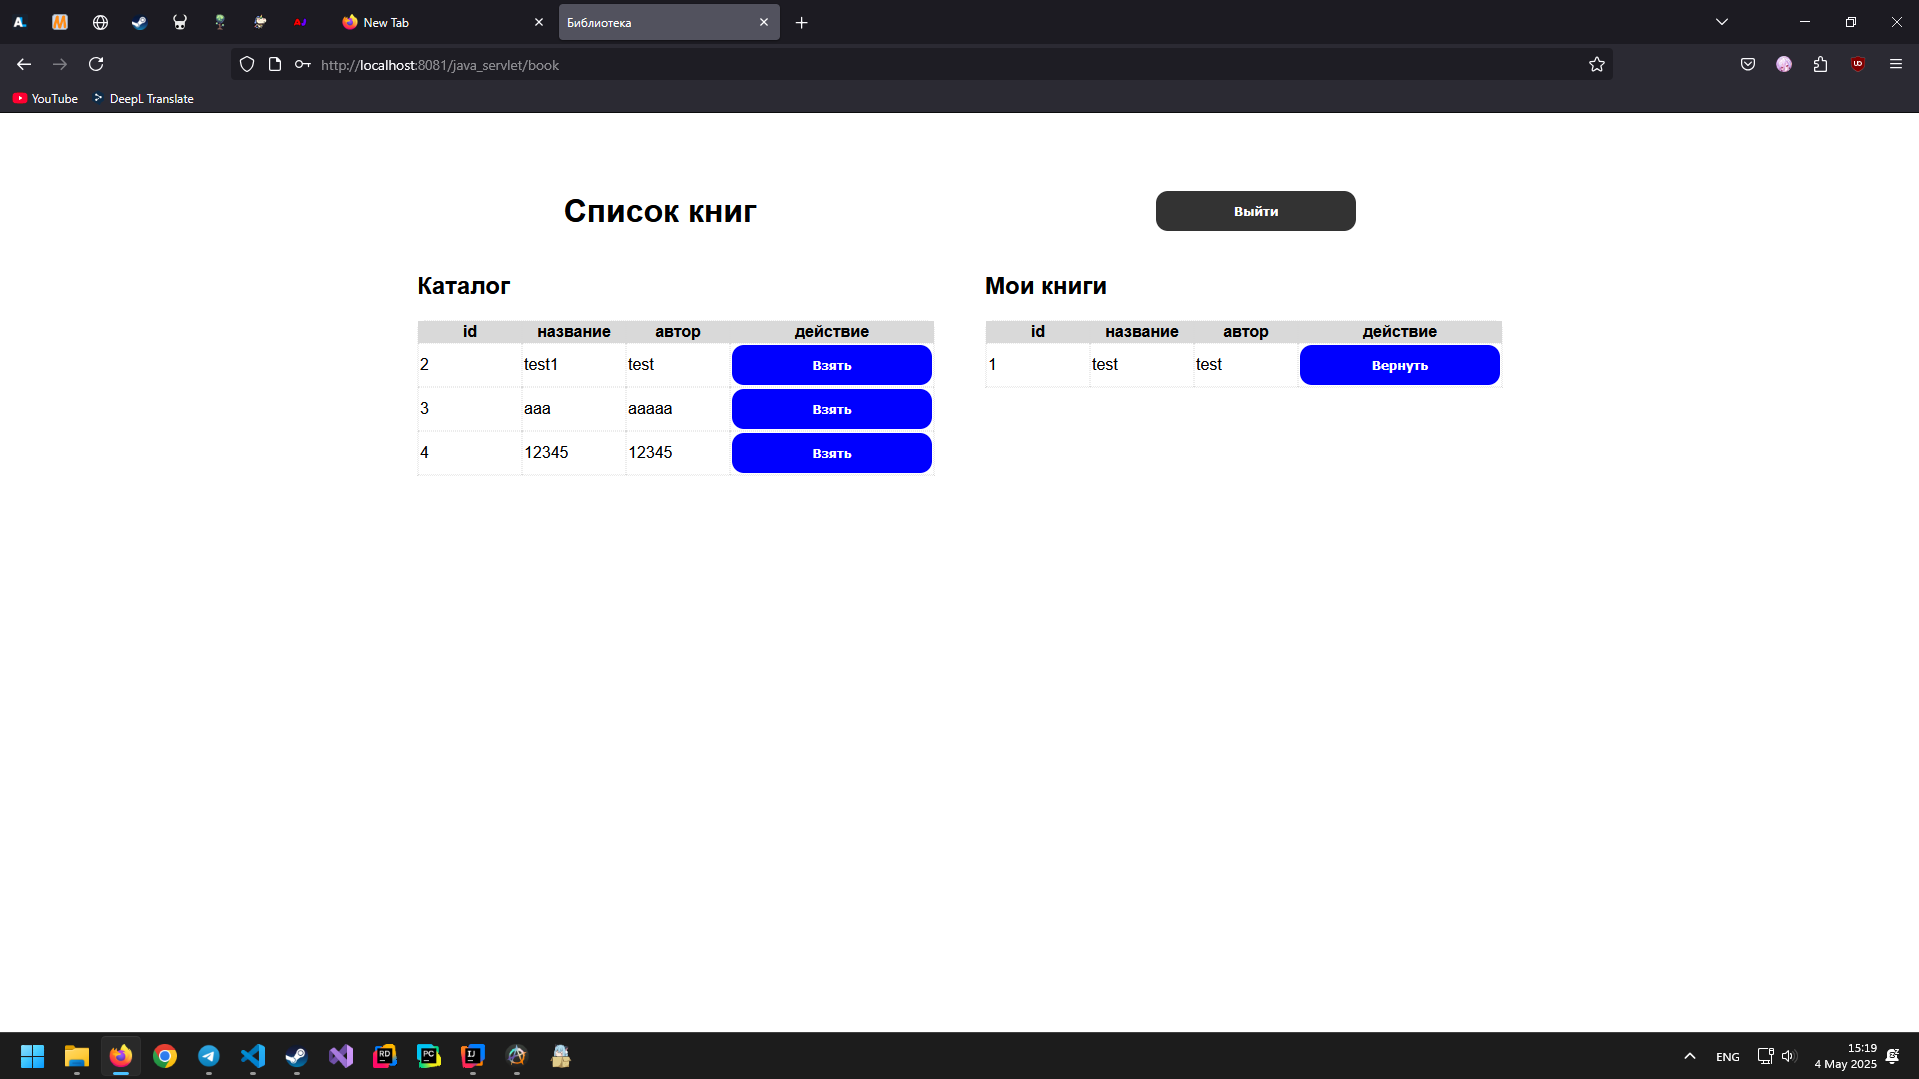 New Tab
Библиотека
http://localhost:8081/java_servlet/book
YouTube
DeepL Translate
Список книг
Выйти
Каталог
id название автор действие
2 test1 test Взять
3 aaa aaaaa Взять
4 12345 12345 Взять
Мои книги
id название автор действие
1 test test Вернуть
ENG
15:19
4 May 2025